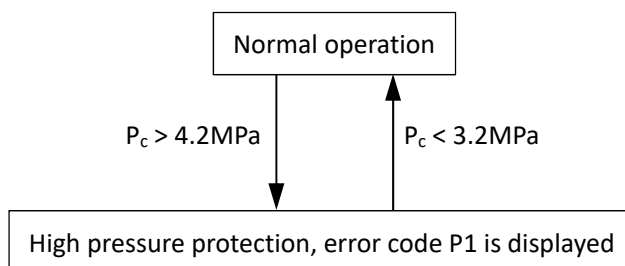 Normal operation
Pc > 4.2MPa
Pc < 3.2MPa
High pressure protection, error code P1 is displayed